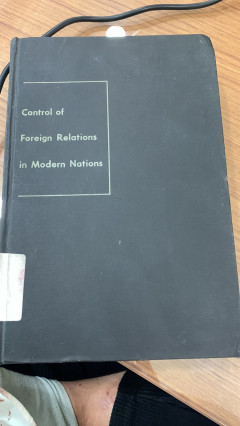 Control of
Foreign Relations
in Modern Nations